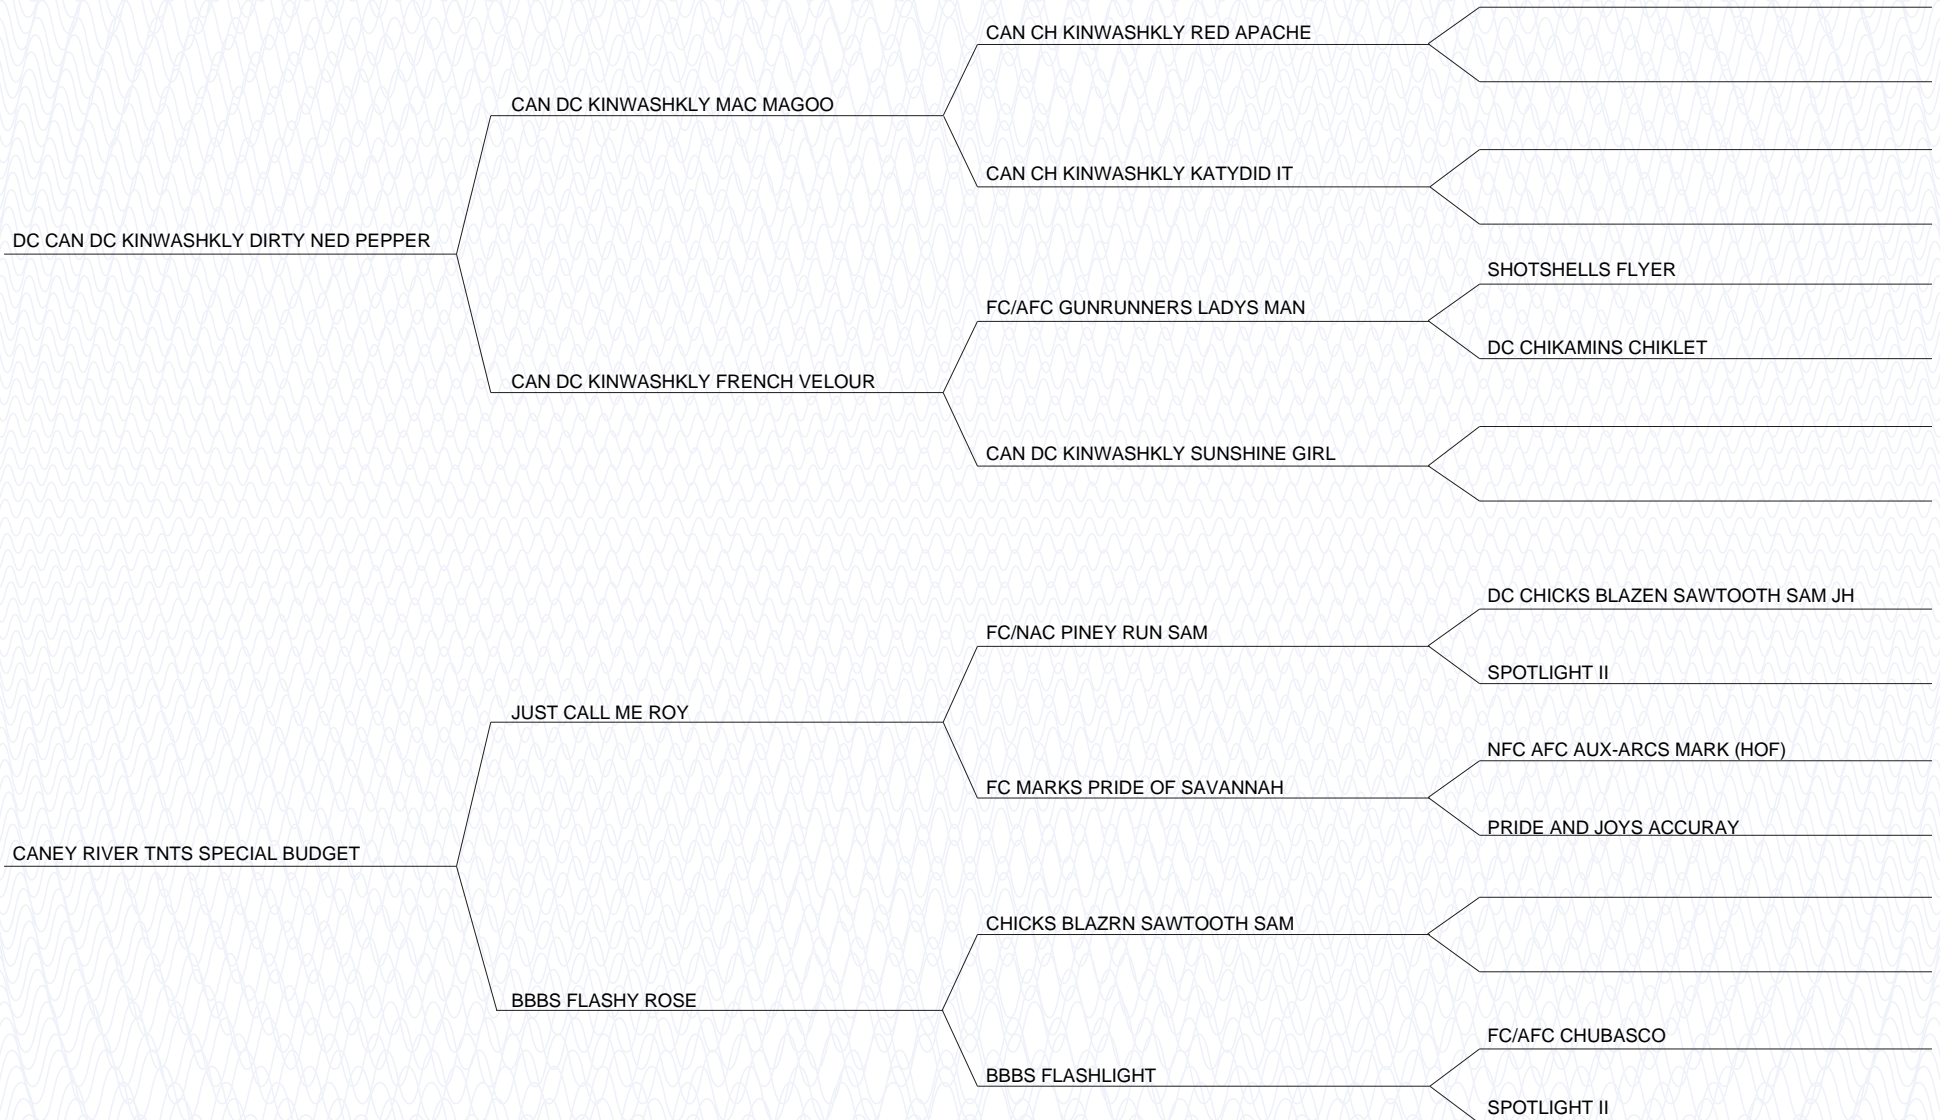 CAN CH KINWASHKLY RED APACHE
CAN DC KINWASHKLY MAC MAGOO
CAN CH KINWASHKLY KATYDID IT
DC CAN DC KINWASHKLY DIRTY NED PEPPER
SHOTSHELLS FLYER
FC/AFC GUNRUNNERS LADYS MAN
DC CHIKAMINS CHIKLET
CAN DC KINWASHKLY FRENCH VELOUR
CAN DC KINWASHKLY SUNSHINE GIRL
DC CHICKS BLAZEN SAWTOOTH SAM JH
FC/NAC PINEY RUN SAM
SPOTLIGHT II
JUST CALL ME ROY
NFC AFC AUX-ARCS MARK (HOF)
FC MARKS PRIDE OF SAVANNAH
PRIDE AND JOYS ACCURAY
CANEY RIVER TNTS SPECIAL BUDGET
CHICKS BLAZRN SAWTOOTH SAM
BBBS FLASHY ROSE
FC/AFC CHUBASCO
BBBS FLASHLIGHT
SPOTLIGHT II